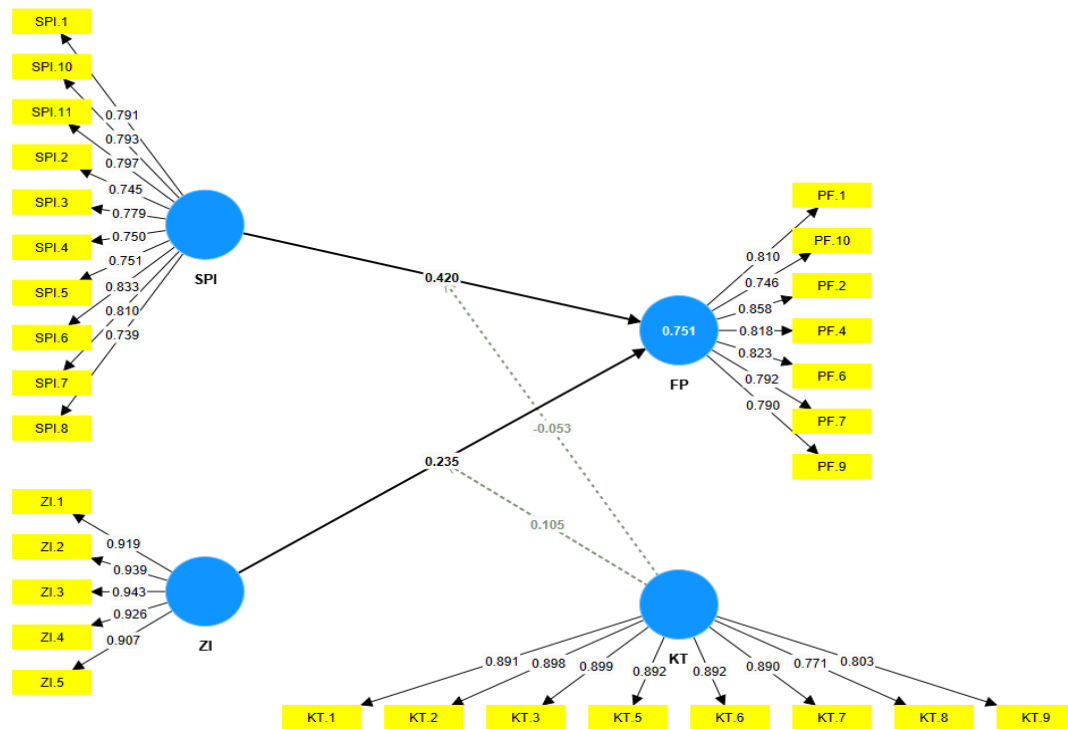 SPI.1
SPI.10
SPI.11
SPI.2
SPI.3
SPI.4
SPI.5
SPI.6
SPI.7
SPI.8
0.791
0.793
0.797
0.745
0.779
0.750
0.751
0.833
0.810
0.739
SPI
0.420
ZI.1
ZI.2
ZI.3
ZI.4
ZI.5
0.919
0.939
0.943
0.926
0.907
ZI
0.235
-0.053
0.105
0.751
FP
0.810
0.746
0.858
0.818
0.823
0.792
0.790
PF.1
PF.10
PF.2
PF.4
PF.6
PF.7
PF.9
KT
0.891
0.898
0.899
0.892
0.892
0.890
0.771
0.803
KT.1
KT.2
KT.3
KT.5
KT.6
KT.7
KT.8
KT.9